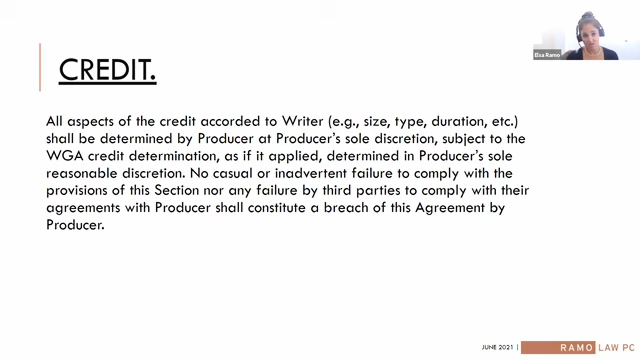 Elsa Ramo
CREDIT.
All aspects of the credit accorded to Writer (e.g., size, type, duration, etc.)
shall be determined by Producer at Producer's sole discretion, subject to the
WGA credit determination, as if it applied, determined in Producer's sole
reasonable discretion. No casual or inadvertent failure to comply with the
provisions of this Section nor any failure by third parties to comply with their
agreements with Producer shall constitute a breach of this Agreement by
Producer.
JUNE 2021 |
RAMO LAW PC